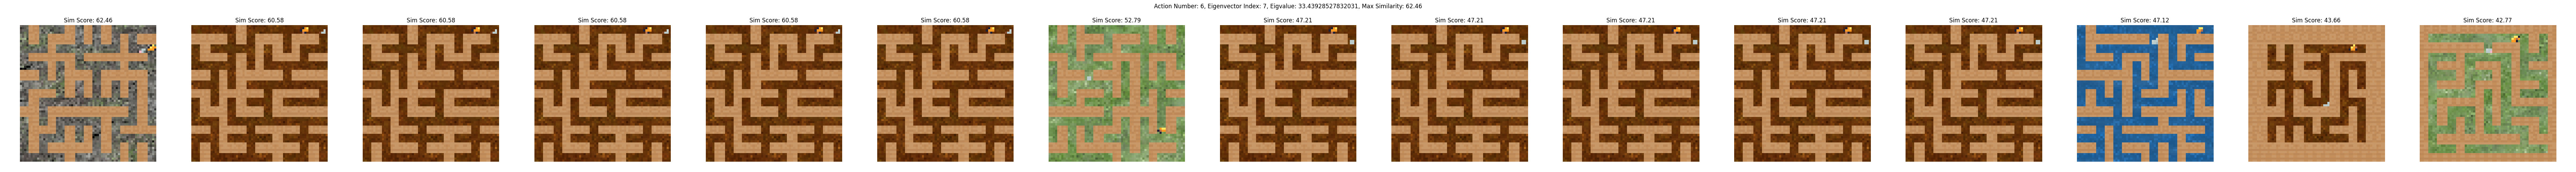 Action Number: 6, Eigenvector Index: 7, Eigvalue: 33.43928527832031, Max Similarity: 62.46
Sim Score: 62.46
Sim Score: 60.58
Sim Score: 60.58
Sim Score: 60.58
Sim Score: 60.58
Sim Score: 60.58
Sim Score: 52.79
Sim Score: 47.21
Sim Score: 47.21
Sim Score: 47.21
Sim Score: 47.21
Sim Score: 47.21
Sim Score: 47.12
Sim Score: 43.66
Sim Score: 42.77